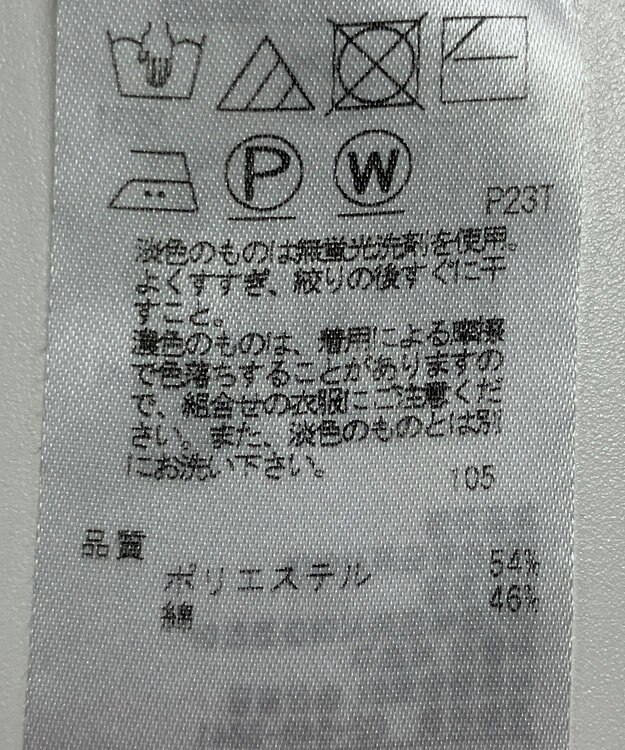 P
W
P23T
淡色のものは無蛍光洗剤を使用。
よくすすぎ、絞りの後すぐに干
すこと。
濃色のものは、着用による摩擦
で色落ちすることがありますの
で、組合せの衣服にご注意くだ
さい。また、淡色のものとは別
にお洗い下さい。
105
品質
ポリエステル 54%
綿 46%